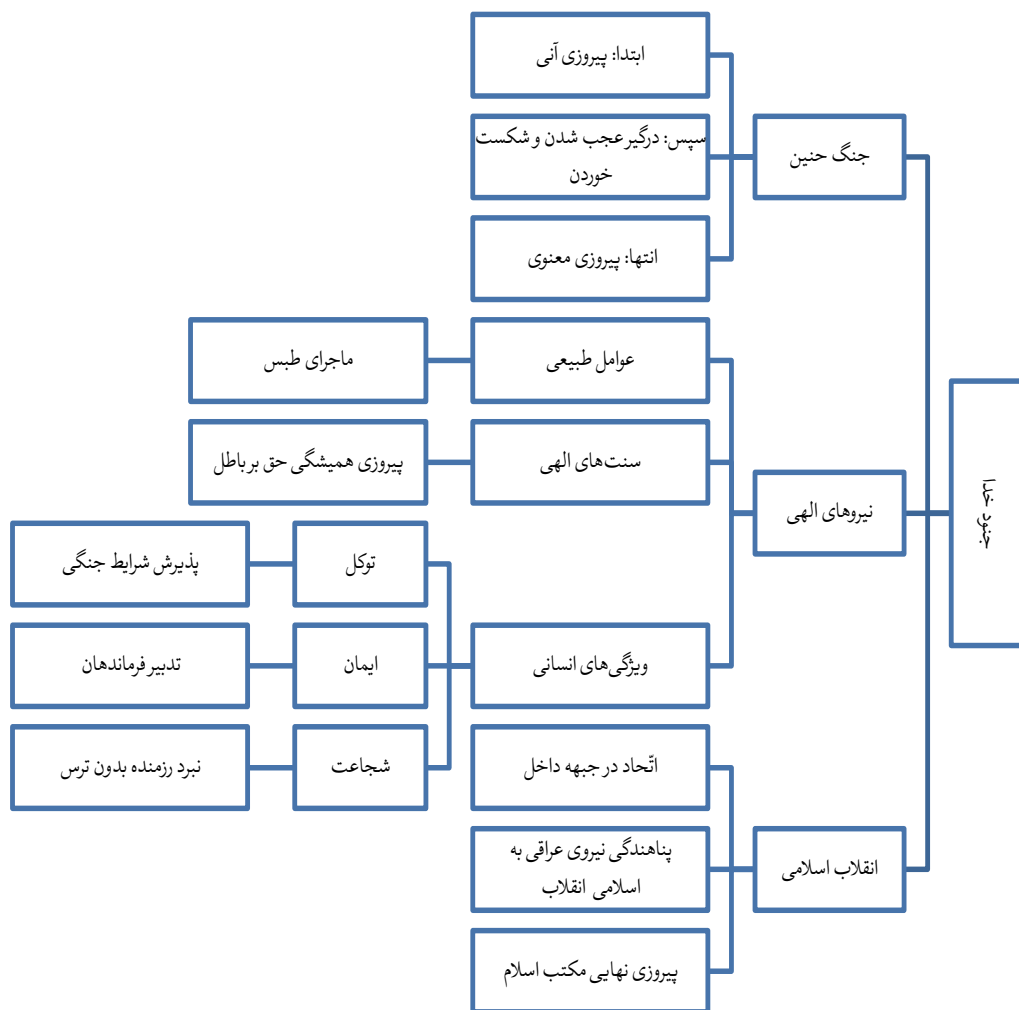 جنود خدا
جنگ حنین
ابتدا: پیروزی آنی
سپس: درگیر عجب شدن و شکست
خوردن
انتها: پیروزی معنوی
نیروهای الهی
عوامل طبیعی
ماجرای طبس
سنت‌های الهی
پیروزی همیشگی حق بر باطل
ویژگی‌های انسانی
توکل
پذیرش شرایط جنگی
ایمان
تدبیر فرماندهان
شجاعت
نبرد رزمنده بدون ترس
انقلاب اسلامی
اتّحاد در جبهه داخل
پناهندگی نیروی عراقی به
اسلامی انقلاب
پیروزی نهایی مکتب اسلام